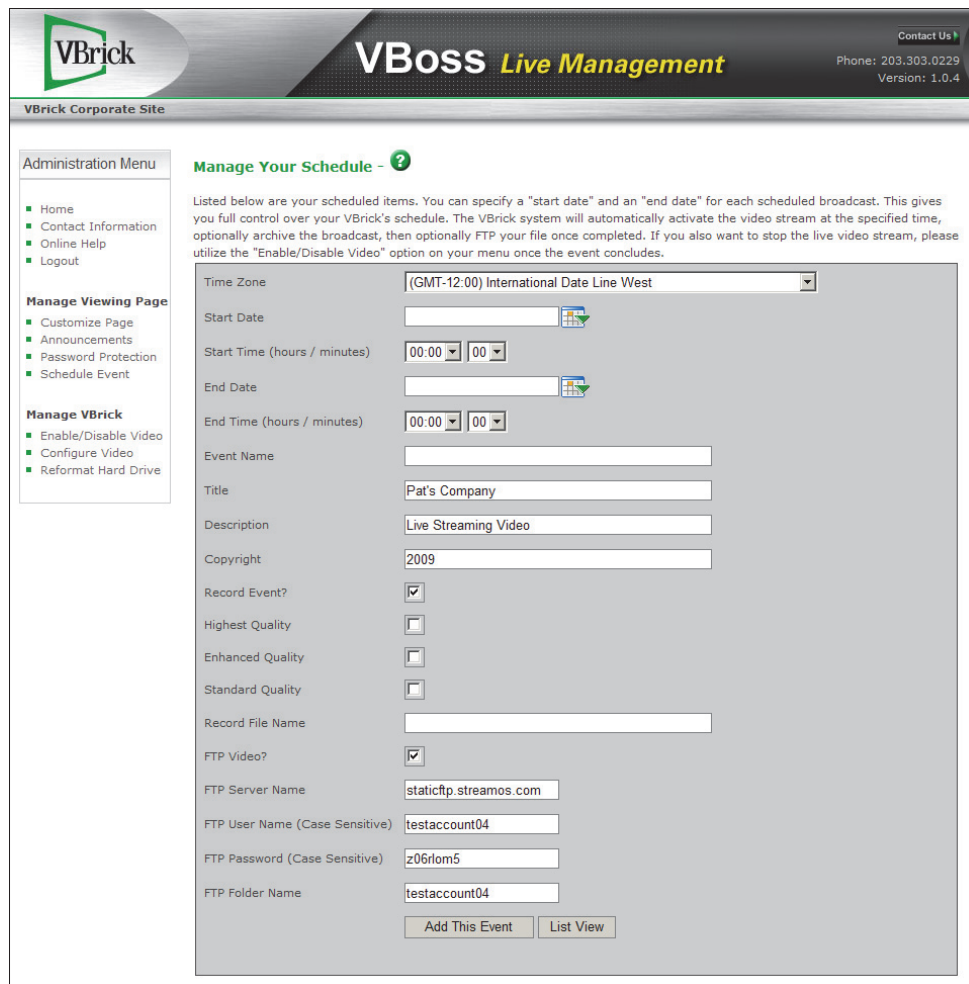 VBrick
VBoss Live Management
Contact Us
Phone: 203.303.0229
Version: 1.0.4
VBrick Corporate Site
Administration Menu
Home
Contact Information
Online Help
Logout
Manage Viewing Page
Customize Page
Announcements
Password Protection
Schedule Event
Manage VBrick
Enable/Disable Video
Configure Video
Reformat Hard Drive
Manage Your Schedule - ?
Listed below are your scheduled items. You can specify a "start date" and an "end date" for each scheduled broadcast. This gives
you full control over your VBrick's schedule. The VBrick system will automatically activate the video stream at the specified time,
optionally archive the broadcast, then optionally FTP your file once completed. If you also want to stop the live video stream, please
utilize the "Enable/Disable Video" option on your menu once the event concludes.
Time Zone (GMT-12:00) International Date Line West
Start Date
Start Time (hours / minutes) 00:00 00
End Date
End Time (hours / minutes) 00:00 00
Event Name
Title Pat's Company
Description Live Streaming Video
Copyright 2009
Record Event?
Highest Quality
Enhanced Quality
Standard Quality
Record File Name
FTP Video?
FTP Server Name staticftp.streamos.com
FTP User Name (Case Sensitive) testaccount04
FTP Password (Case Sensitive) z06rlom5
FTP Folder Name testaccount04
Add This Event List View